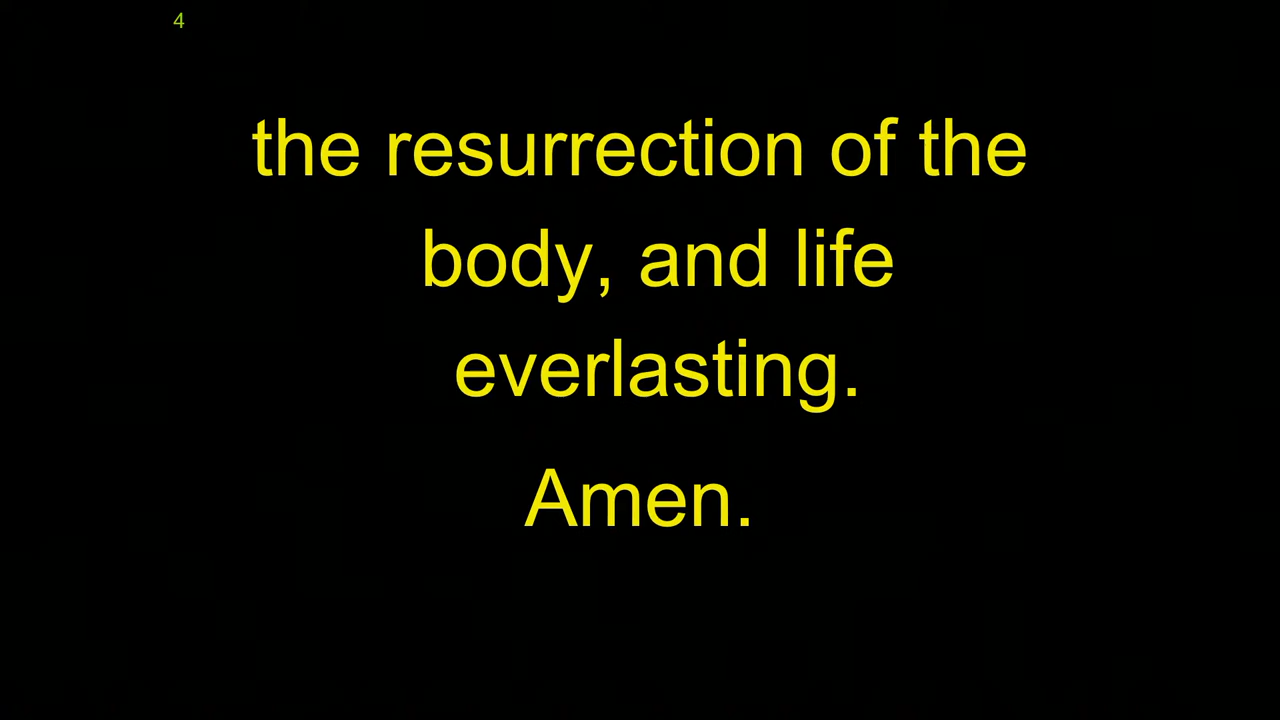 4
the resurrection of the
body, and life
everlasting.
Amen.